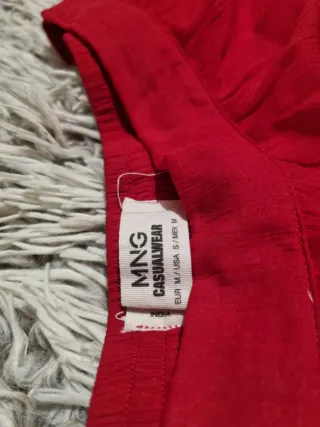 MNG
CASUALWEAR
EUR M / USA S / MEX M
INDIA